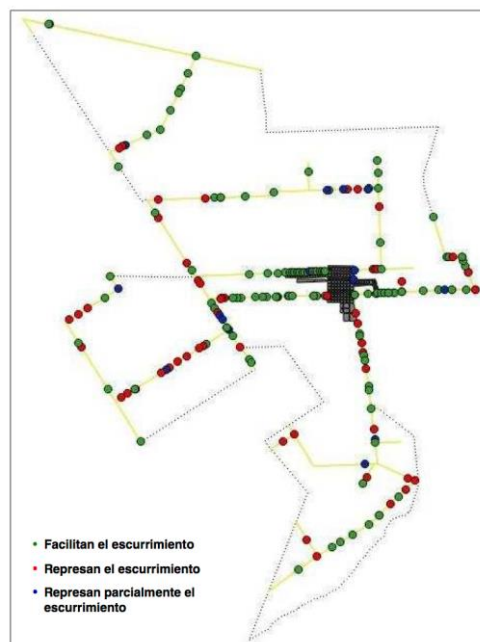 Facilitan el escurrimiento
Represan el escurrimiento
Represan parcialmente el
escurrimiento